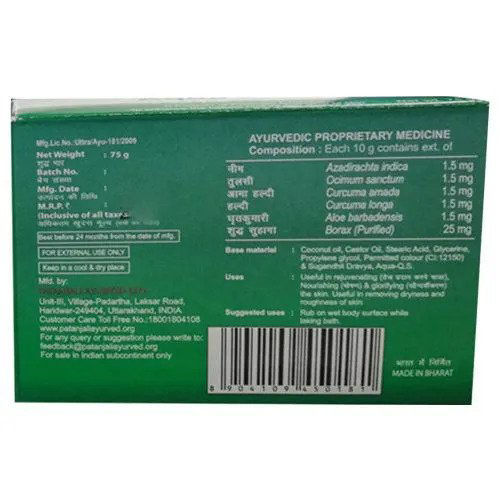 Mfg.Lic.No.:Uttra/Ayu-181/2009
Net Weight : 75 g
शुद्ध भार
Batch No. :
बैच संख्या
Mfg. Date :
उत्पादन की तिथि
M.R.P. ₹ :
(Inclusive of all taxes)
Best before 24 months from the date of mfg.
FOR EXTERNAL USE ONLY
Keep in a cool & dry place
Mfd. by:
Unit-III, Village-Padartha, Laksar Road,
Haridwar-249404, Uttarakhand, INDIA
Customer Care Toll Free No.:18001804108
www.patanjaliayurved.org
For any query or suggestion please write to:
feedback@patanjaliayurved.org
For sale in Indian subcontinent only
AYURVEDIC PROPRIETARY MEDICINE
Composition : Each 10 g contains ext. of
नीम Azadirachta indica 1.5 mg
तुलसी Ocimum sanctum 1.5 mg
आमा हल्दी Curcuma amada 1.5 mg
हल्दी Curcuma longa 1.5 mg
घृतकुमारी Aloe barbadensis 1.5 mg
शुद्ध सुहागा Borax (Purified) 25 mg
Base material : Coconut oil, Castor Oil, Stearic Acid, Glycerine,
Propylene glycol, Permitted colour (CI:12150)
& Sugandhit Dravya, Aqua-Q.S.
Uses : Useful in rejuvenating (कायाकल्प),
Nourishing (पोषण) & glorifying
the skin. Useful in removing dryness and
roughness of skin.
Suggested uses : Rub on wet body surface while
taking bath.
8904109450181
भारत में निर्मित
MADE IN BHARAT